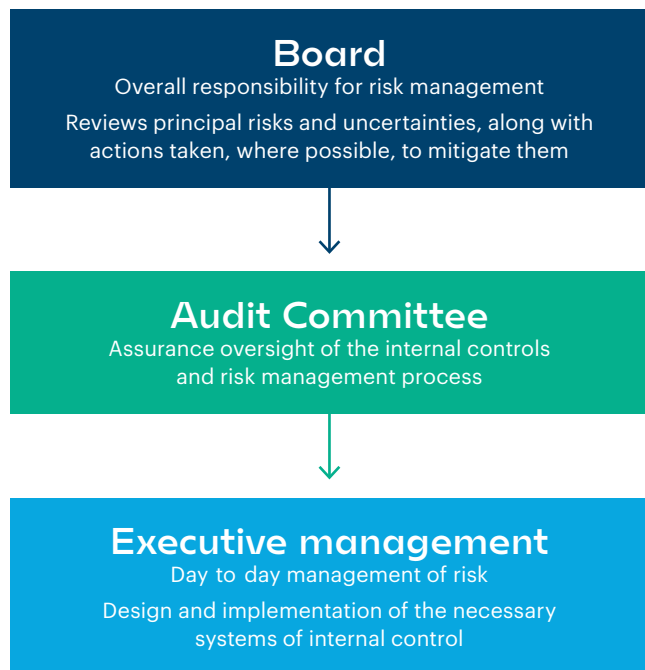 Board
Overall responsibility for risk management
Reviews principal risks and uncertainties, along with
actions taken, where possible, to mitigate them
Audit Committee
Assurance oversight of the internal controls
and risk management process
Executive management
Day to day management of risk
Design and implementation of the necessary
systems of internal control